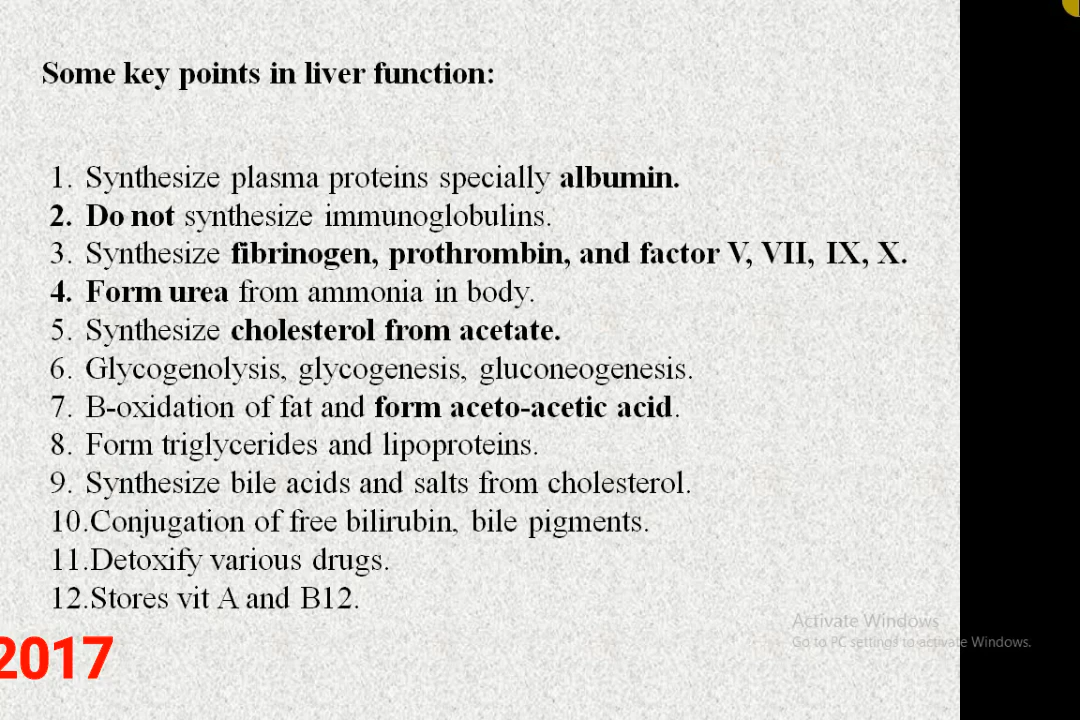 Some key points in liver function:
1. Synthesize plasma proteins specially albumin.
2. Do not synthesize immunoglobulins.
3. Synthesize fibrinogen, prothrombin, and factor V, VII, IX, X.
4. Form urea from ammonia in body.
5. Synthesize cholesterol from acetate.
6. Glycogenolysis, glycogenesis, gluconeogenesis.
7. B-oxidation of fat and form aceto-acetic acid.
8. Form triglycerides and lipoproteins.
9. Synthesize bile acids and salts from cholesterol.
10.Conjugation of free bilirubin, bile pigments.
11.Detoxify various drugs.
12.Stores vit A and B12.
Activate Windows
Go to PC settings to activate Windows.
2017